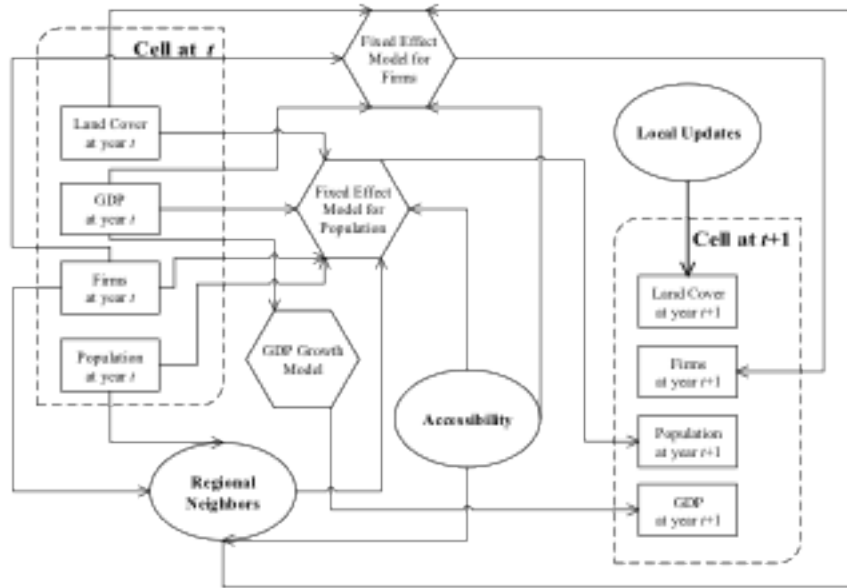 Cell at t
Fixed Effect
Model for
Firms
Land Cover
at year t
GDP
at year t
Firms
at year t
Population
at year t
Fixed Effect
Model for
Population
GDP Growth
Model
Regional
Neighbors
Accessibility
Local Updates
Cell at t+1
Land Cover
at year t+1
Firms
at year t+1
Population
at year t+1
GDP
at year t+1